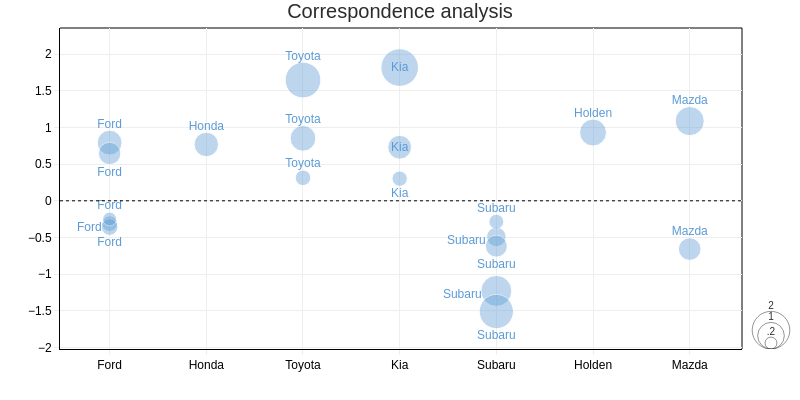 Correspondence analysis
2
1.5
1
0.5
0
−0.5
−1
−1.5
−2
Toyota
Kia
Mazda
Holden
Ford
Honda
Toyota
Kia
Toyota
Ford
Kia
Ford
Subaru
Ford
Mazda
Ford
Subaru
Subaru
Subaru
Subaru
2
1
.2
Ford Honda Toyota Kia Subaru Holden Mazda